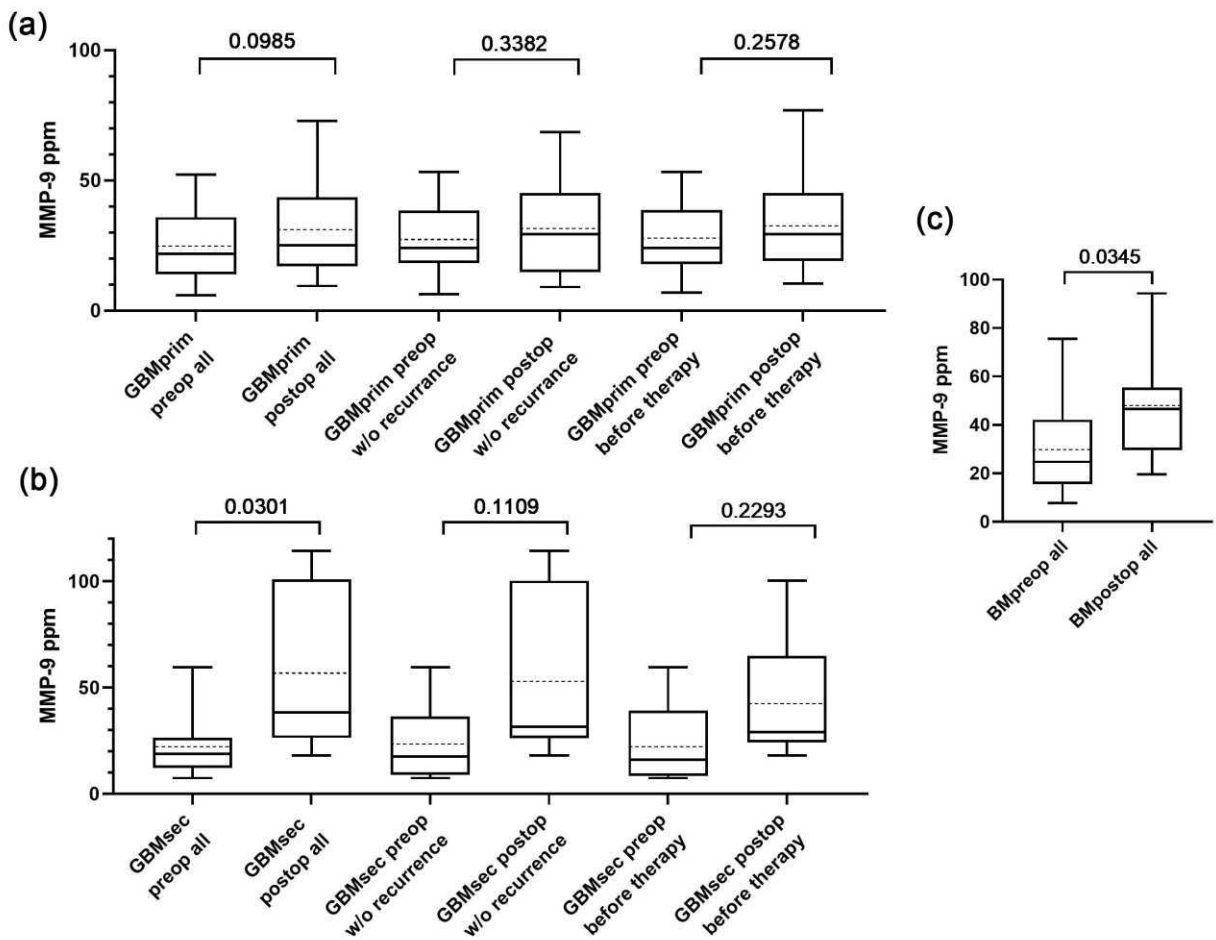 (a)
0.0985
0.3382
0.2578
MMP-9 ppm
100
50
0
GBMprim
preop all
GBMprim
postop all
GBMprim preop
w/o recurrance
GBMprim postop
w/o recurrance
GBMprim preop
before therapy
GBMprim postop
before therapy
(b)
0.0301
0.1109
0.2293
MMP-9 ppm
100
50
0
GBMsec
preop all
GBMsec
postop all
GBMsec preop
w/o recurrence
GBMsec postop
w/o recurrence
GBMsec preop
before therapy
GBMsec postop
before therapy
(c)
0.0345
MMP-9 ppm
100
80
60
40
20
0
BMpreop all
BMpostop all